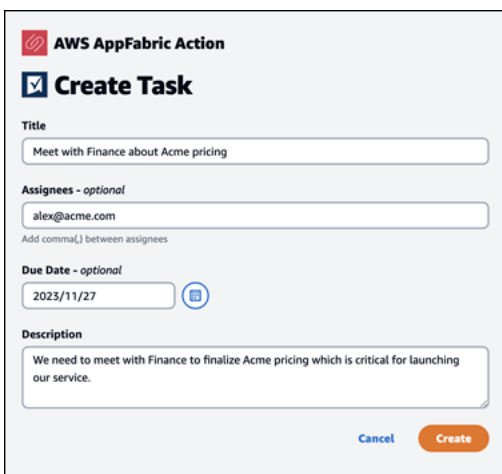 AWS AppFabric Action
Create Task
Title
Meet with Finance about Acme pricing
Assignees - optional
alex@acme.com
Add comma(,) between assignees
Due Date - optional
2023/11/27
Description
We need to meet with Finance to finalize Acme pricing which is critical for launching
our service.
Cancel Create